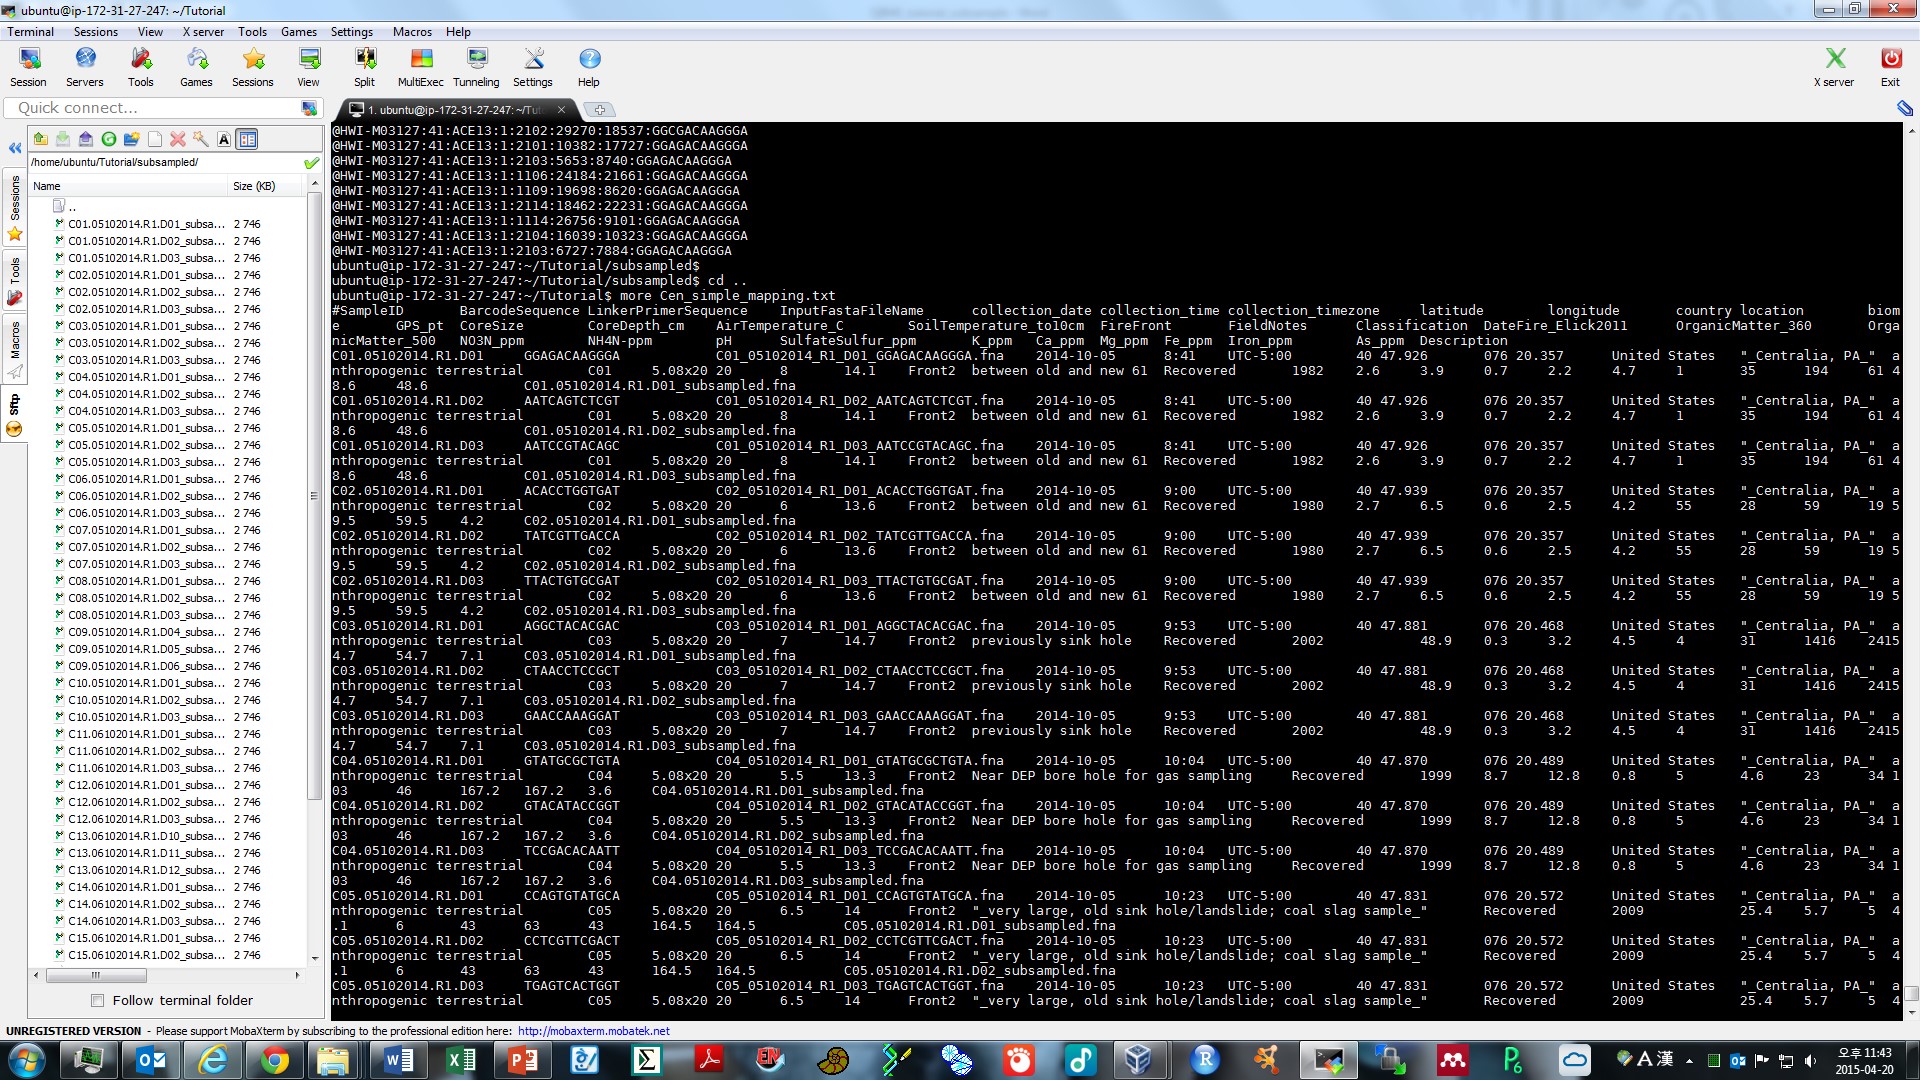 ubuntu@ip-172-31-27-247: ~/Tutorial
Terminal Sessions View X server Tools Games Settings Macros Help
Session Servers Tools Games Sessions View Split MultiExec Tunneling Settings Help X server Exit
Quick connect...
1. ubuntu@ip-172-31-27-247: ~/Tut
/home/ubuntu/Tutorial/subsampled/
Name Size (KB)
Sessions
Tools
Macros
Sftp
..
C01.05102014.R1.D01_subsa... 2 746
C01.05102014.R1.D02_subsa... 2 746
C01.05102014.R1.D03_subsa... 2 746
C02.05102014.R1.D01_subsa... 2 746
C02.05102014.R1.D02_subsa... 2 746
C02.05102014.R1.D03_subsa... 2 746
C03.05102014.R1.D01_subsa... 2 746
C03.05102014.R1.D02_subsa... 2 746
C03.05102014.R1.D03_subsa... 2 746
C04.05102014.R1.D01_subsa... 2 746
C04.05102014.R1.D02_subsa... 2 746
C04.05102014.R1.D03_subsa... 2 746
C05.05102014.R1.D01_subsa... 2 746
C05.05102014.R1.D02_subsa... 2 746
C05.05102014.R1.D03_subsa... 2 746
C06.05102014.R1.D01_subsa... 2 746
C06.05102014.R1.D02_subsa... 2 746
C06.05102014.R1.D03_subsa... 2 746
C07.05102014.R1.D01_subsa... 2 746
C07.05102014.R1.D02_subsa... 2 746
C07.05102014.R1.D03_subsa... 2 746
C08.05102014.R1.D01_subsa... 2 746
C08.05102014.R1.D02_subsa... 2 746
C08.05102014.R1.D03_subsa... 2 746
C09.05102014.R1.D04_subsa... 2 746
C09.05102014.R1.D05_subsa... 2 746
C09.05102014.R1.D06_subsa... 2 746
C10.05102014.R1.D01_subsa... 2 746
C10.05102014.R1.D02_subsa... 2 746
C10.05102014.R1.D03_subsa... 2 746
C11.06102014.R1.D01_subsa... 2 746
C11.06102014.R1.D02_subsa... 2 746
C11.06102014.R1.D03_subsa... 2 746
C12.06102014.R1.D01_subsa... 2 746
C12.06102014.R1.D02_subsa... 2 746
C12.06102014.R1.D03_subsa... 2 746
C13.06102014.R1.D10_subsa... 2 746
C13.06102014.R1.D11_subsa... 2 746
C13.06102014.R1.D12_subsa... 2 746
C14.06102014.R1.D01_subsa... 2 746
C14.06102014.R1.D02_subsa... 2 746
C14.06102014.R1.D03_subsa... 2 746
C15.06102014.R1.D01_subsa... 2 746
C15.06102014.R1.D02_subsa... 2 746
Follow terminal folder
@HWI-M03127:41:ACE13:1:2102:29270:18537:GGCGACAAGGGA
@HWI-M03127:41:ACE13:1:2101:10382:17727:GGAGACAAGGGA
@HWI-M03127:41:ACE13:1:2103:5653:8740:GGAGACAAGGGA
@HWI-M03127:41:ACE13:1:1106:24184:21661:GGAGACAAGGGA
@HWI-M03127:41:ACE13:1:1109:19698:8620:GGAGACAAGGGA
@HWI-M03127:41:ACE13:1:2114:18462:22231:GGAGACAAGGGA
@HWI-M03127:41:ACE13:1:1114:26756:9101:GGAGACAAGGGA
@HWI-M03127:41:ACE13:1:2104:16039:10323:GGAGACAAGGGA
@HWI-M03127:41:ACE13:1:2103:6727:7884:GGAGACAAGGGA
ubuntu@ip-172-31-27-247:~/Tutorial/subsampled$
ubuntu@ip-172-31-27-247:~/Tutorial/subsampled$ cd ..
ubuntu@ip-172-31-27-247:~/Tutorial$ more Cen_simple_mapping.txt
#SampleID BarcodeSequence LinkerPrimerSequence InputFastaFileName collection_date collection_time collection_timezone latitude longitude country location biom
e GPS_pt CoreSize CoreDepth_cm AirTemperature_C SoilTemperature_to10cm FireFront FieldNotes Classification DateFire_Elick2011 OrganicMatter_360 Orga
nicMatter_500 NO3N_ppm NH4N-ppm pH SulfateSulfur_ppm K_ppm Ca_ppm Mg_ppm Fe_ppm Iron_ppm As_ppm Description
C01.05102014.R1.D01 GGAGACAAGGGA C01_05102014_R1_D01_GGAGACAAGGGA.fna 2014-10-05 8:41 UTC-5:00 40 47.926 076 20.357 United States "_Centralia, PA_" a
nthropogenic terrestrial C01 5.08x20 20 8 14.1 Front2 between old and new 61 Recovered 1982 2.6 3.9 0.7 2.2 4.7 1 35 194 61 4
8.6 48.6 C01.05102014.R1.D01_subsampled.fna
C01.05102014.R1.D02 AATCAGTCTCGT C01_05102014_R1_D02_AATCAGTCTCGT.fna 2014-10-05 8:41 UTC-5:00 40 47.926 076 20.357 United States "_Centralia, PA_" a
nthropogenic terrestrial C01 5.08x20 20 8 14.1 Front2 between old and new 61 Recovered 1982 2.6 3.9 0.7 2.2 4.7 1 35 194 61 4
8.6 48.6 C01.05102014.R1.D02_subsampled.fna
C01.05102014.R1.D03 AATCCGTACAGC C01_05102014_R1_D03_AATCCGTACAGC.fna 2014-10-05 8:41 UTC-5:00 40 47.926 076 20.357 United States "_Centralia, PA_" a
nthropogenic terrestrial C01 5.08x20 20 8 14.1 Front2 between old and new 61 Recovered 1982 2.6 3.9 0.7 2.2 4.7 1 35 194 61 4
8.6 48.6 C01.05102014.R1.D03_subsampled.fna
C02.05102014.R1.D01 ACACCTGGTGAT C02_05102014_R1_D01_ACACCTGGTGAT.fna 2014-10-05 9:00 UTC-5:00 40 47.939 076 20.357 United States "_Centralia, PA_" a
nthropogenic terrestrial C02 5.08x20 20 6 13.6 Front2 between old and new 61 Recovered 1980 2.7 6.5 0.6 2.5 4.2 55 28 59 19 5
9.5 59.5 4.2 C02.05102014.R1.D01_subsampled.fna
C02.05102014.R1.D02 TATCGTTGACCA C02_05102014_R1_D02_TATCGTTGACCA.fna 2014-10-05 9:00 UTC-5:00 40 47.939 076 20.357 United States "_Centralia, PA_" a
nthropogenic terrestrial C02 5.08x20 20 6 13.6 Front2 between old and new 61 Recovered 1980 2.7 6.5 0.6 2.5 4.2 55 28 59 19 5
9.5 59.5 4.2 C02.05102014.R1.D02_subsampled.fna
C02.05102014.R1.D03 TTACTGTGCGAT C02_05102014_R1_D03_TTACTGTGCGAT.fna 2014-10-05 9:00 UTC-5:00 40 47.939 076 20.357 United States "_Centralia, PA_" a
nthropogenic terrestrial C02 5.08x20 20 6 13.6 Front2 between old and new 61 Recovered 1980 2.7 6.5 0.6 2.5 4.2 55 28 59 19 5
9.5 59.5 4.2 C02.05102014.R1.D03_subsampled.fna
C03.05102014.R1.D01 AGGCTACACGAC C03_05102014_R1_D01_AGGCTACACGAC.fna 2014-10-05 9:53 UTC-5:00 40 47.881 076 20.468 United States "_Centralia, PA_" a
nthropogenic terrestrial C03 5.08x20 20 7 14.7 Front2 previously sink hole Recovered 2002 48.9 0.3 3.2 4.5 4 31 1416 2415
4.7 54.7 7.1 C03.05102014.R1.D01_subsampled.fna
C03.05102014.R1.D02 CTAACCTCCGCT C03_05102014_R1_D02_CTAACCTCCGCT.fna 2014-10-05 9:53 UTC-5:00 40 47.881 076 20.468 United States "_Centralia, PA_" a
nthropogenic terrestrial C03 5.08x20 20 7 14.7 Front2 previously sink hole Recovered 2002 48.9 0.3 3.2 4.5 4 31 1416 2415
4.7 54.7 7.1 C03.05102014.R1.D02_subsampled.fna
C03.05102014.R1.D03 GAACCAAAGGAT C03_05102014_R1_D03_GAACCAAAGGAT.fna 2014-10-05 9:53 UTC-5:00 40 47.881 076 20.468 United States "_Centralia, PA_" a
nthropogenic terrestrial C03 5.08x20 20 7 14.7 Front2 previously sink hole Recovered 2002 48.9 0.3 3.2 4.5 4 31 1416 2415
4.7 54.7 7.1 C03.05102014.R1.D03_subsampled.fna
C04.05102014.R1.D01 GTATGCGCTGTA C04_05102014_R1_D01_GTATGCGCTGTA.fna 2014-10-05 10:04 UTC-5:00 40 47.870 076 20.489 United States "_Centralia, PA_" a
nthropogenic terrestrial C04 5.08x20 20 5.5 13.3 Front2 Near DEP bore hole for gas sampling Recovered 1999 8.7 12.8 0.8 5 4.6 23 34 1
03 46 167.2 167.2 3.6 C04.05102014.R1.D01_subsampled.fna
C04.05102014.R1.D02 GTACATACCGGT C04_05102014_R1_D02_GTACATACCGGT.fna 2014-10-05 10:04 UTC-5:00 40 47.870 076 20.489 United States "_Centralia, PA_" a
nthropogenic terrestrial C04 5.08x20 20 5.5 13.3 Front2 Near DEP bore hole for gas sampling Recovered 1999 8.7 12.8 0.8 5 4.6 23 34 1
03 46 167.2 167.2 3.6 C04.05102014.R1.D02_subsampled.fna
C04.05102014.R1.D03 TCCGACACAATT C04_05102014_R1_D03_TCCGACACAATT.fna 2014-10-05 10:04 UTC-5:00 40 47.870 076 20.489 United States "_Centralia, PA_" a
nthropogenic terrestrial C04 5.08x20 20 5.5 13.3 Front2 Near DEP bore hole for gas sampling Recovered 1999 8.7 12.8 0.8 5 4.6 23 34 1
03 46 167.2 167.2 3.6 C04.05102014.R1.D03_subsampled.fna
C05.05102014.R1.D01 CCAGTGTATGCA C05_05102014_R1_D01_CCAGTGTATGCA.fna 2014-10-05 10:23 UTC-5:00 40 47.831 076 20.572 United States "_Centralia, PA_" a
nthropogenic terrestrial C05 5.08x20 20 6.5 14 Front2 "_very large, old sink hole/landslide; coal slag sample_" Recovered 2009 25.4 5.7 5 4
.1 6 43 63 43 164.5 164.5 C05.05102014.R1.D01_subsampled.fna
C05.05102014.R1.D02 CCTCGTTCGACT C05_05102014_R1_D02_CCTCGTTCGACT.fna 2014-10-05 10:23 UTC-5:00 40 47.831 076 20.572 United States "_Centralia, PA_" a
nthropogenic terrestrial C05 5.08x20 20 6.5 14 Front2 "_very large, old sink hole/landslide; coal slag sample_" Recovered 2009 25.4 5.7 5 4
.1 6 43 63 43 164.5 164.5 C05.05102014.R1.D02_subsampled.fna
C05.05102014.R1.D03 TGAGTCACTGGT C05_05102014_R1_D03_TGAGTCACTGGT.fna 2014-10-05 10:23 UTC-5:00 40 47.831 076 20.572 United States "_Centralia, PA_" a
nthropogenic terrestrial C05 5.08x20 20 6.5 14 Front2 "_very large, old sink hole/landslide; coal slag sample_" Recovered 2009 25.4 5.7 5 4
UNREGISTERED VERSION - Please support MobaXterm by subscribing to the professional edition here: http://mobaxterm.mobatek.net
A 漢 오후 11:43
2015-04-20